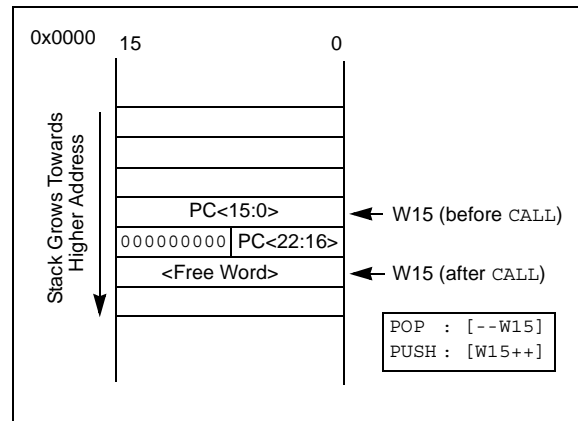 0x0000
15 0
Stack Grows Towards
Higher Address
PC<15:0>
W15 (before CALL)
000000000 PC<22:16>
<Free Word>
W15 (after CALL)
POP : [--W15]
PUSH : [W15++]